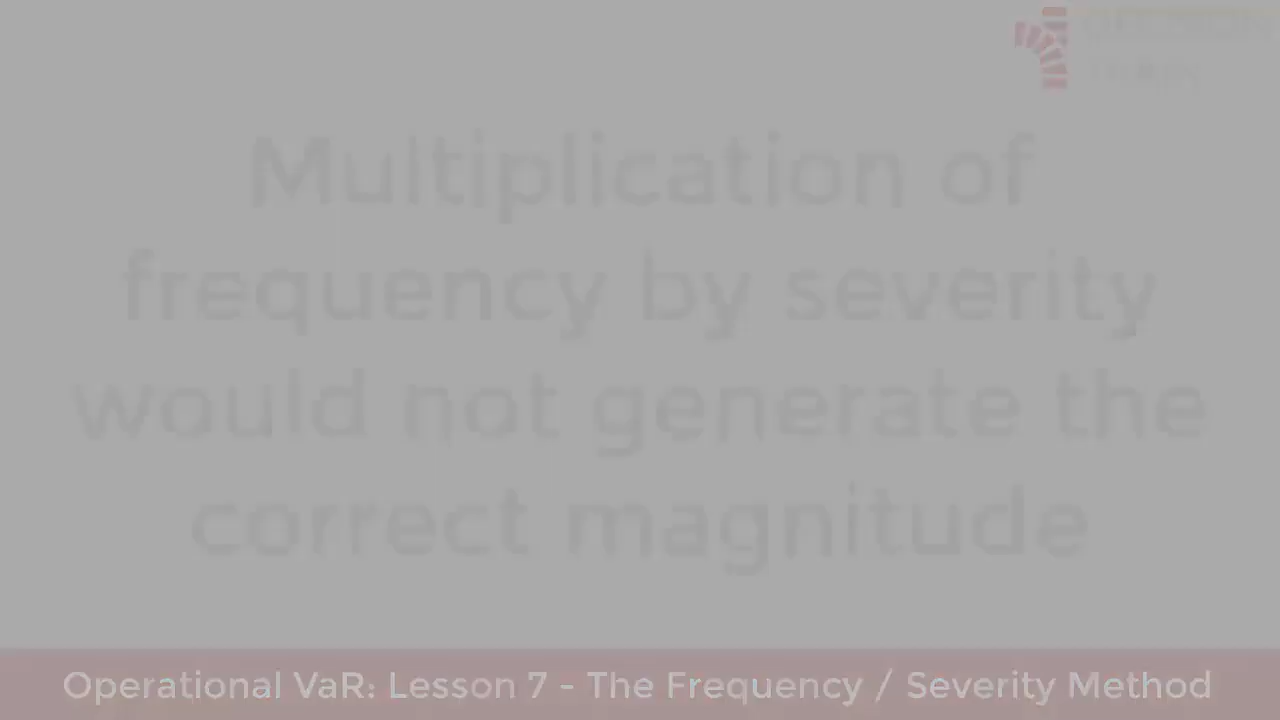 Multiplication of
frequency by severity
would not generate the
correct magnitude
Operational VaR: Lesson 7 - The Frequency / Severity Method